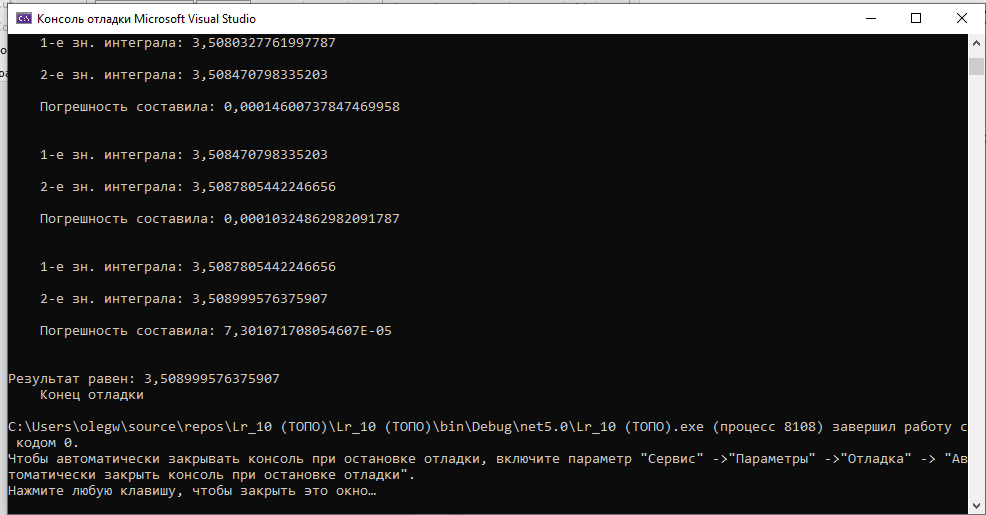 Консоль отладки Microsoft Visual Studio
1-е зн. интеграла: 3,5080327761997787
2-е зн. интеграла: 3,508470798335203
Погрешность составила: 0,00014600737847469958
1-е зн. интеграла: 3,508470798335203
2-е зн. интеграла: 3,5087805442246656
Погрешность составила: 0,00010324862982091787
1-е зн. интеграла: 3,5087805442246656
2-е зн. интеграла: 3,508999576375907
Погрешность составила: 7,301071708054607E-05
Результат равен: 3,508999576375907
Конец отладки
C:\Users\olegw\source\repos\Lr_10 (ТОПО)\Lr_10 (ТОПО)\bin\Debug\net5.0\Lr_10 (ТОПО).exe (процесс 8108) завершил работу с
кодом 0.
Чтобы автоматически закрывать консоль при остановке отладки, включите параметр "Сервис" ->"Параметры" ->"Отладка" -> "Ав
томатически закрыть консоль при остановке отладки".
Нажмите любую клавишу, чтобы закрыть это окно…